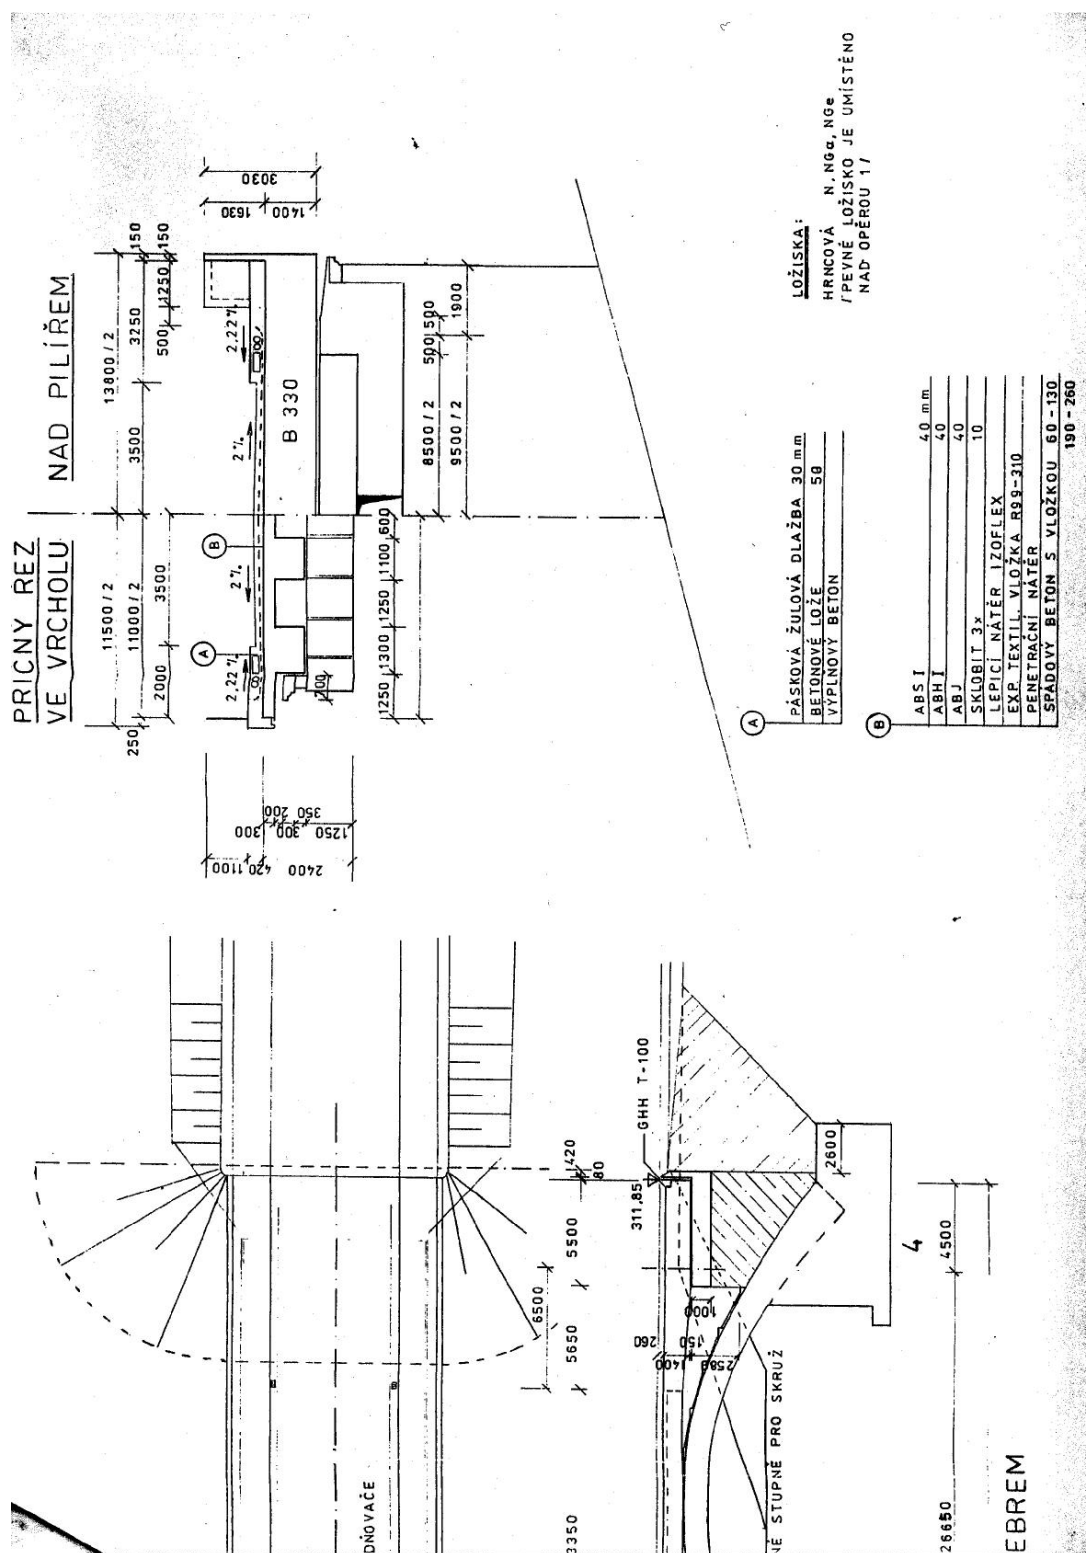 PŘICNÝ ŘEZ
VE VRCHOLU
NAD PILÍŘEM
11500 / 2
13800 / 2
250
11000 / 2
2000
3500
3500
3250
150
500
1250
150
2,22 %
2 %
2 %
2,22 %
A
B
B 330
3030
1630
1400
1100
420
2400
300
200
300
350
1250
1250
1300
1250
1100
600
8500 / 2
500
500
9500 / 2
1900
LOŽISKA:
HRNCOVÁ N, NGa, NGe
/PEVNÉ LOŽISKO JE UMÍSTĚNO
NAD OPĚROU 1/
A
PÁSKOVÁ ŽULOVÁ DLAŽBA 30 mm
BETONOVÉ LOŽE 50
VÝPLŇOVÝ BETON
B
ABS I 40 mm
ABH I 40
ABJ 40
SKLOBIT 3x 10
LEPICÍ NÁTĚR IZOFLEX
EXP. TEXTIL. VLOŽKA R99-310
PENETRAČNÍ NÁTĚR
SPÁDOVÝ BETON S VLOŽKOU 60-130
190-260
DŇOVAČE
3350
5650
6500
5500
80
420
311,85
GHH T-100
260
1400
150
2580
1000
2600
NÉ STUPNĚ PRO SKRUŽ
4
26650
4500
EBREM